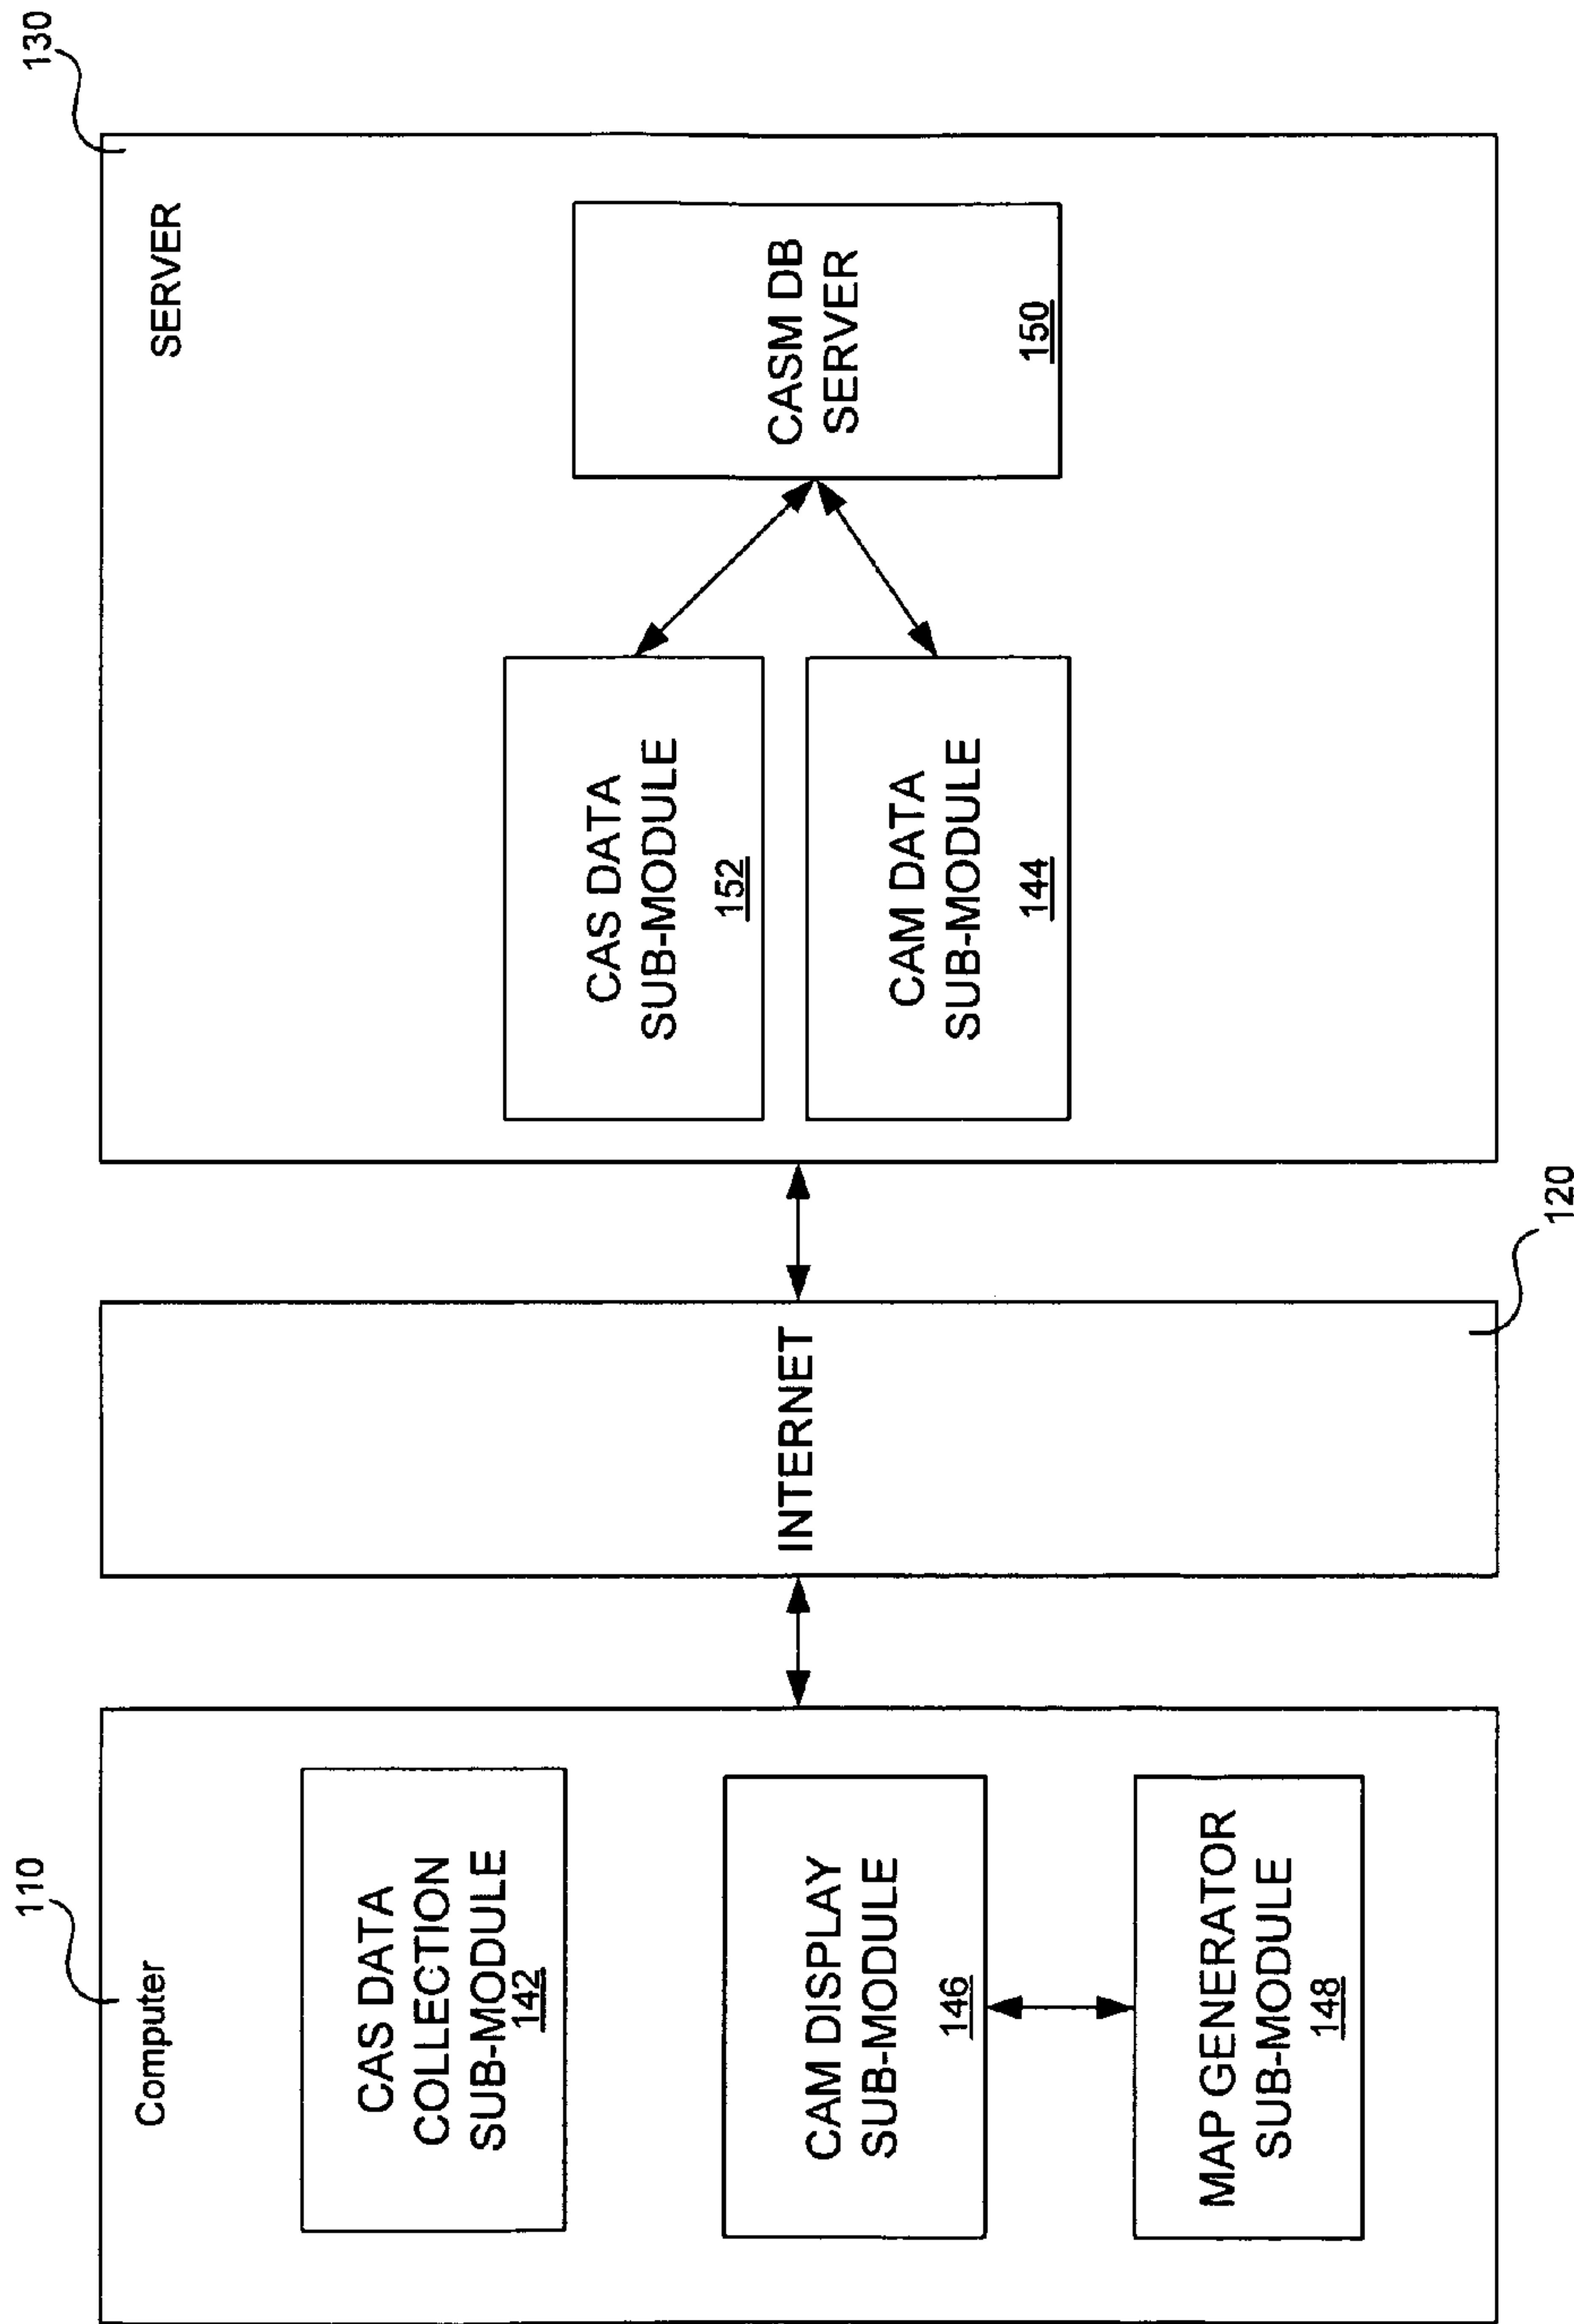 110
Computer
CAS DATA
COLLECTION
SUB-MODULE
142
CAM DISPLAY
SUB-MODULE
146
MAP GENERATOR
SUB-MODULE
148
INTERNET
120
130
SERVER
CAS DATA
SUB-MODULE
152
CAM DATA
SUB-MODULE
144
CASM DB
SERVER
150